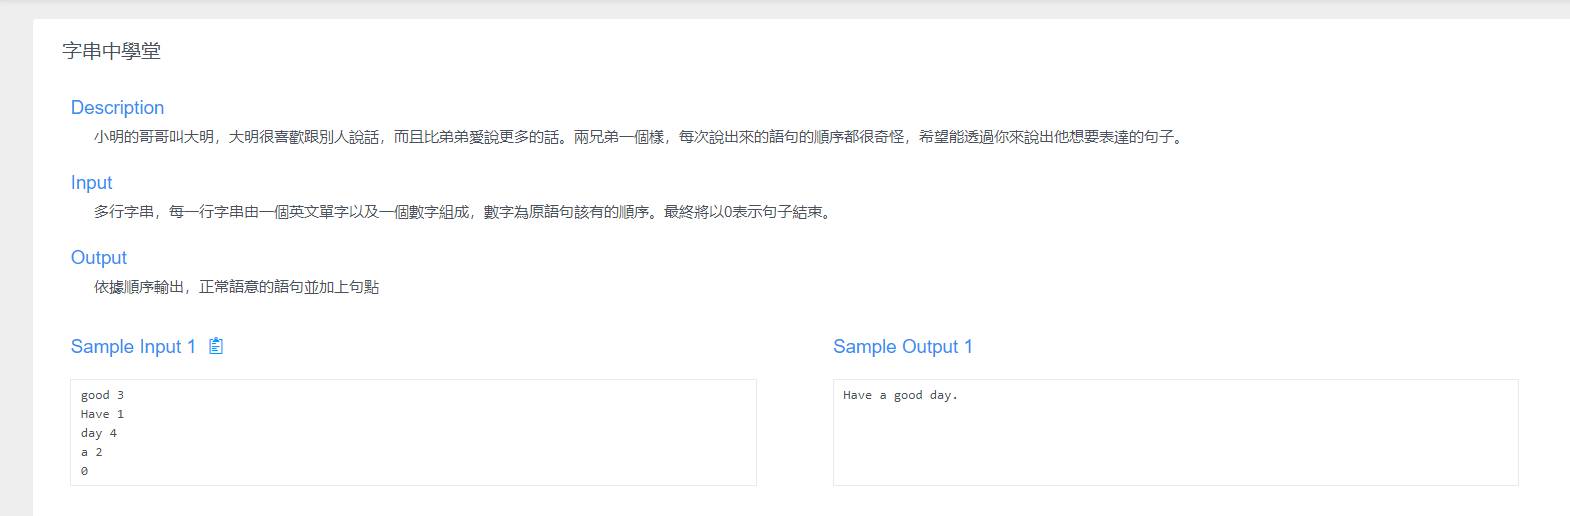 字串中學堂
Description
小明的哥哥叫大明，大明很喜歡跟別人說話，而且比弟弟愛說更多的話。兩兄弟一個樣，每次說出來的語句的順序都很奇怪，希望能透過你來說出他想要表達的句子。
Input
多行字串，每一行字串由一個英文單字以及一個數字組成，數字為原語句該有的順序。最終將以0表示句子結束。
Output
依據順序輸出，正常語意的語句並加上句點
Sample Input 1
good 3
Have 1
day 4
a 2
0
Sample Output 1
Have a good day.